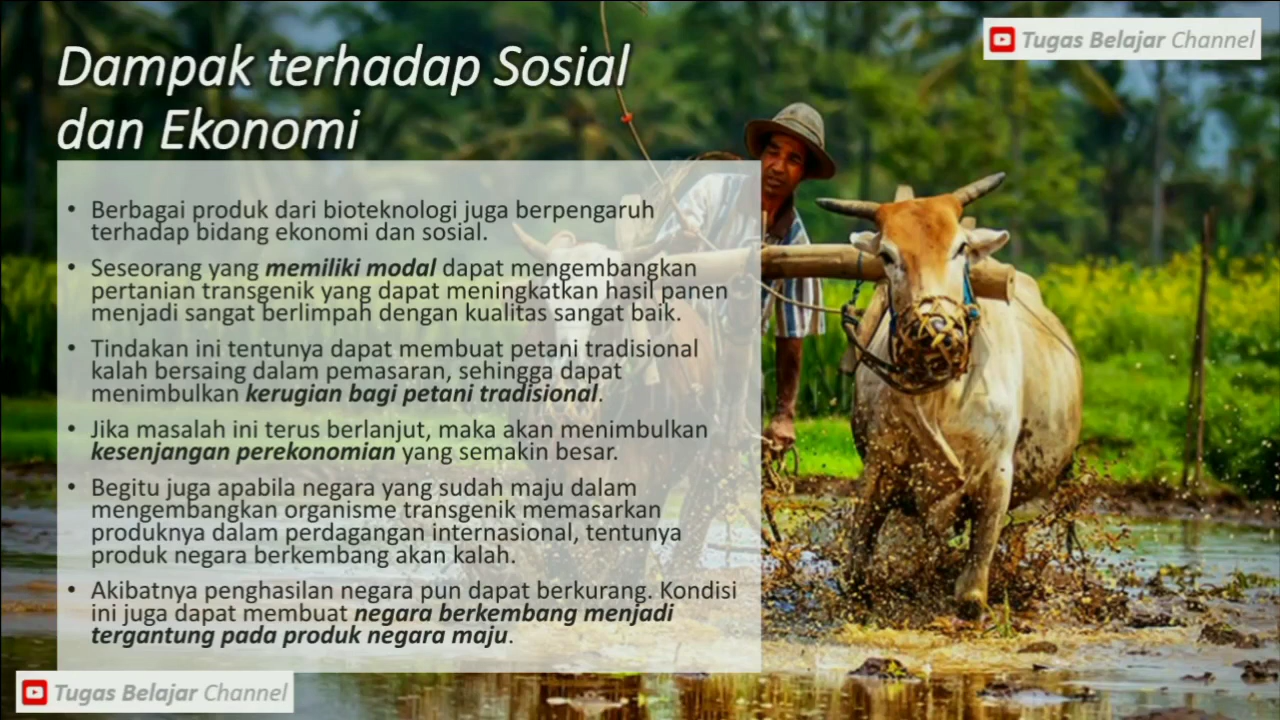 Tugas Belajar Channel
Dampak terhadap Sosial
dan Ekonomi
• Berbagai produk dari bioteknologi juga berpengaruh
terhadap bidang ekonomi dan sosial.
• Seseorang yang memiliki modal dapat mengembangkan
pertanian transgenik yang dapat meningkatkan hasil panen
menjadi sangat berlimpah dengan kualitas sangat baik.
• Tindakan ini tentunya dapat membuat petani tradisional
kalah bersaing dalam pemasaran, sehingga dapat
menimbulkan kerugian bagi petani tradisional.
• Jika masalah ini terus berlanjut, maka akan menimbulkan
kesenjangan perekonomian yang semakin besar.
• Begitu juga apabila negara yang sudah maju dalam
mengembangkan organisme transgenik memasarkan
produknya dalam perdagangan internasional, tentunya
produk negara berkembang akan kalah.
• Akibatnya penghasilan negara pun dapat berkurang. Kondisi
ini juga dapat membuat negara berkembang menjadi
tergantung pada produk negara maju.
Tugas Belajar Channel